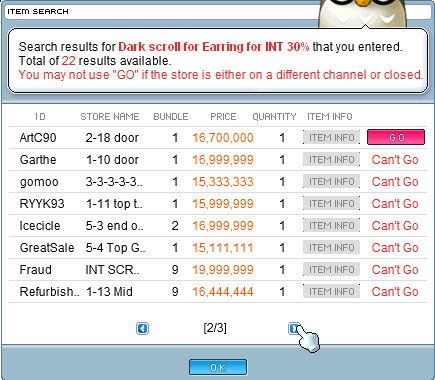 ITEM SEARCH
Search results for Dark scroll for Earring for INT 30% that you entered.
Total of 22 results available.
You may not use "GO" if the store is either on a different channel or closed.
ID STORE NAME BUNDLE PRICE QUANTITY ITEM INFO
ArtC90 2-18 door 1 16,700,000 1 ITEM INFO GO
Garthe 1-10 door 1 16,999,999 1 ITEM INFO Can't Go
gomoo 3-3-3-3-3.. 1 15,333,333 1 ITEM INFO Can't Go
RYYK93 1-11 top t.. 1 15,999,999 1 ITEM INFO Can't Go
Icecicle 5-3 end o.. 2 16,999,999 1 ITEM INFO Can't Go
GreatSale 5-4 Top G.. 1 15,111,111 1 ITEM INFO Can't Go
Fraud INT SCR.. 9 19,999,999 1 ITEM INFO Can't Go
Refurbish.. 1-13 Mid 9 16,444,444 1 ITEM INFO Can't Go
[2/3]
OK